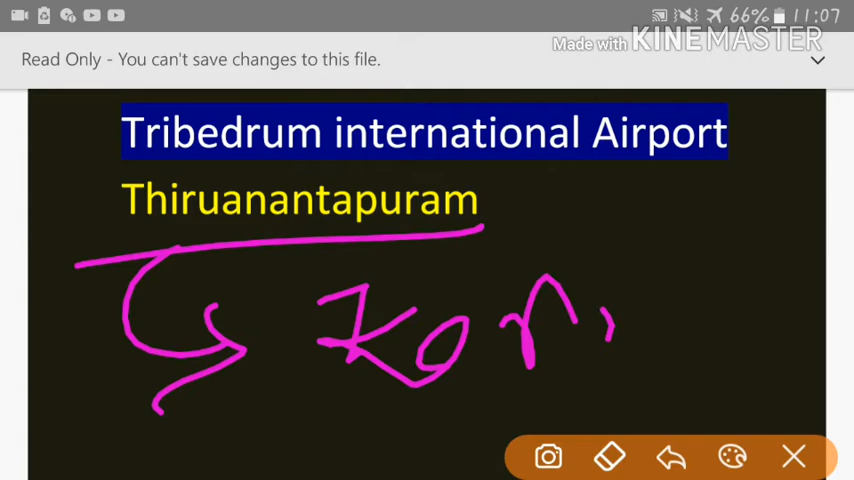 66% 11:07
Made with KINEMASTER
Read Only - You can't save changes to this file.
Tribedrum international Airport
Thiruanantapuram